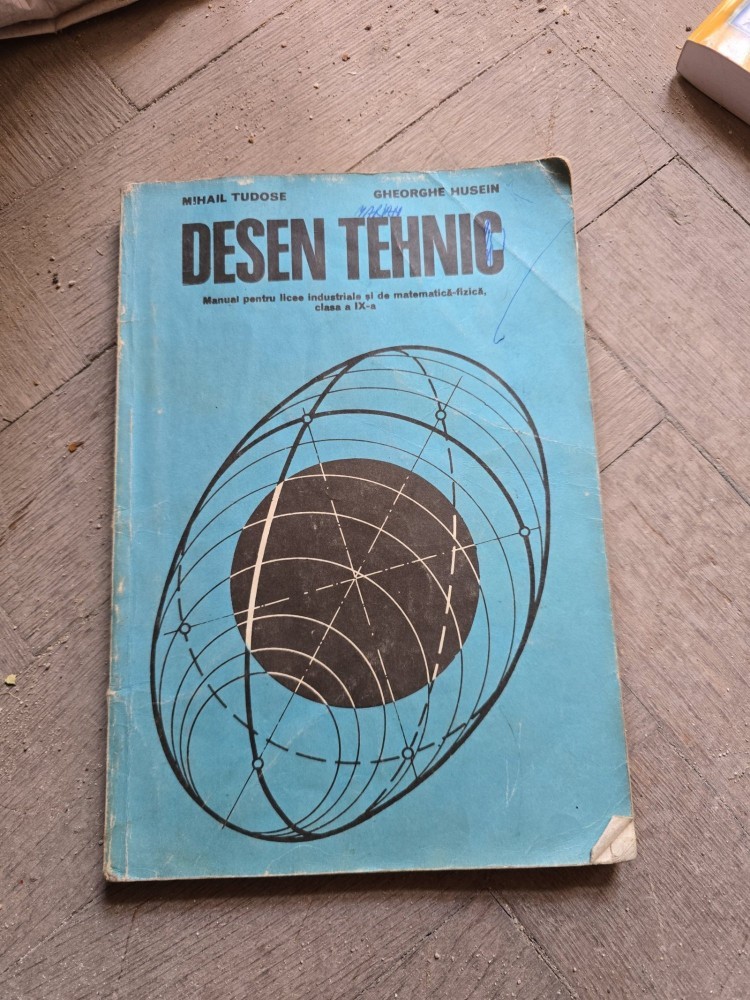 MIHAIL TUDOSE GHEORGHE HUSEIN
DESEN TEHNIC
Manual pentru licee industriale și de matematică-fizică,
clasa a IX-a